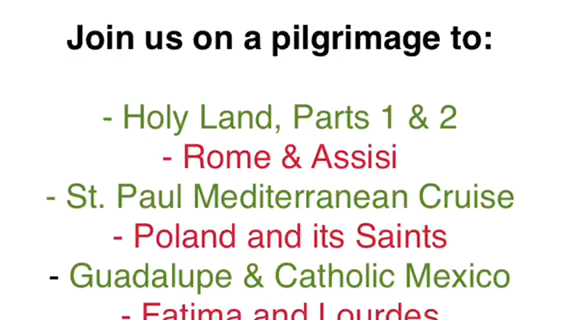 Join us on a pilgrimage to:
- Holy Land, Parts 1 & 2
- Rome & Assisi
- St. Paul Mediterranean Cruise
- Poland and its Saints
- Guadalupe & Catholic Mexico
- Fatima and Lourdes